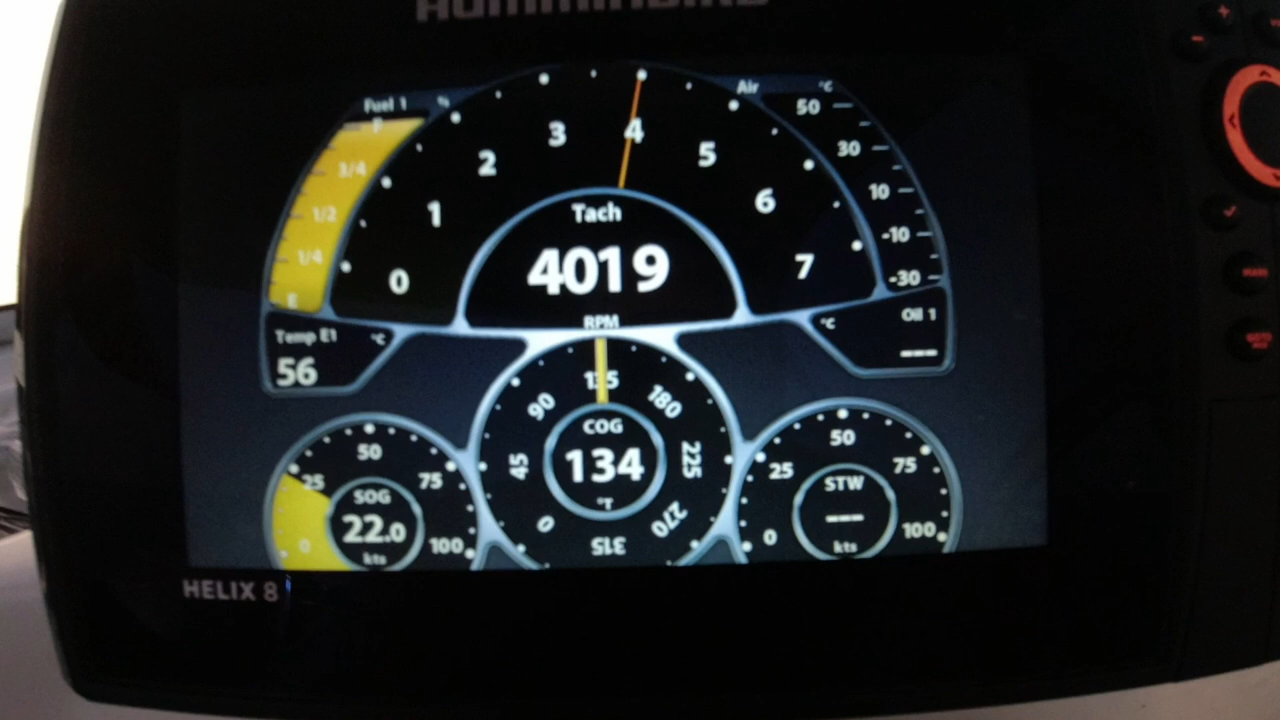 HUMMINBIRD
Fuel 1 %
Air °C
F
3/4
1/2
1/4
E
0 1 2 3 4 5 6 7
50
30
10
-10
-30
Tach
4019
RPM
Temp E1 °C
56
°C Oil 1
---
0 45 90 135 180 225 270 315
COG
134
°T
0 25 50 75 100
SOG
22.0
kts
0 25 50 75 100
STW
---
kts
HELIX 8